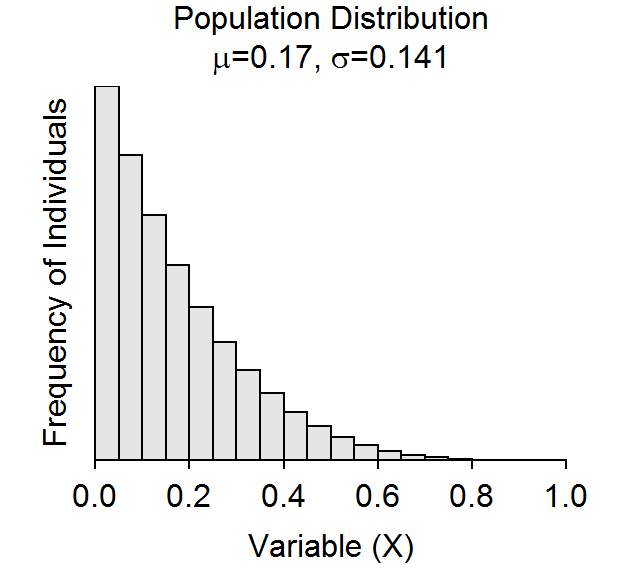 Population Distribution
μ=0.17, σ=0.141
Frequency of Individuals
0.0 0.2 0.4 0.6 0.8 1.0
Variable (X)